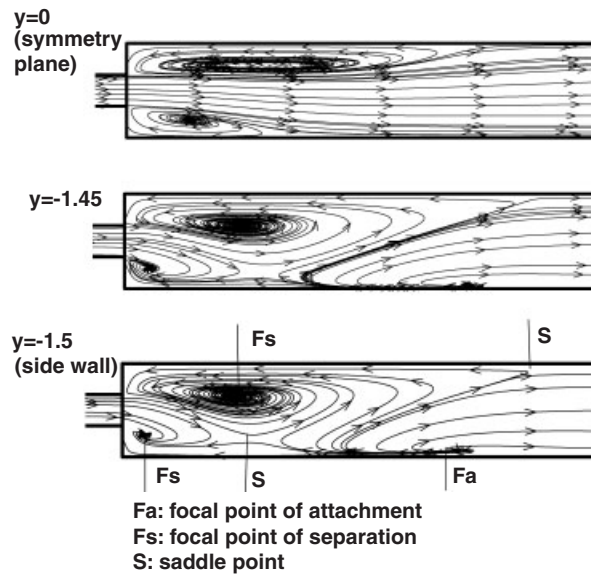 y=0
(symmetry
plane)
y=-1.45
y=-1.5
(side wall)
Fs
S
Fs
S
Fa
Fa: focal point of attachment
Fs: focal point of separation
S: saddle point